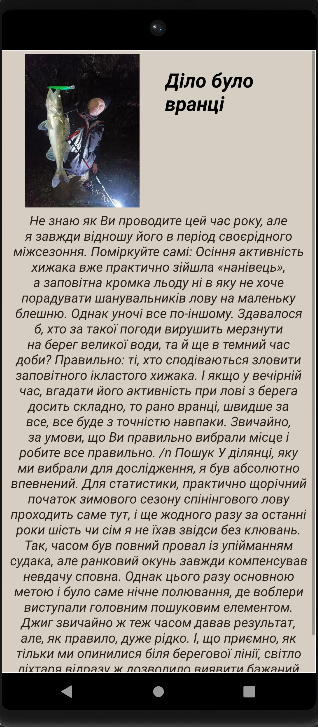 Діло було
вранці
Не знаю як Ви проводите цей час року, але
я завжди відношу його в період своєрідного
міжсезоння. Поміркуйте самі: Осіння активність
хижака вже практично зійшла «нанівець»,
а заповітна кромка льоду ні в яку не хоче
порадувати шанувальників лову на маленьку
блешню. Однак уночі все по-іншому. Здавалося
б, хто за такої погоди вирушить мерзнути
на берег великої води, та й ще в темний час
доби? Правильно: ті, хто сподіваються зловити
заповітного ікластого хижака. І якщо у вечірній
час, вгадати його активність при лові з берега
досить складно, то рано вранці, швидше за
все, все буде з точністю навпаки. Звичайно,
за умови, що Ви правильно вибрали місце і
робите все правильно. /n Пошук У ділянці, яку
ми вибрали для дослідження, я був абсолютно
впевнений. Для статистики, практично щорічний
початок зимового сезону спінінгового лову
проходить саме тут, і ще жодного разу за останні
роки шість чи сім я не їхав звідси без клювань.
Так, часом був повний провал із упійманням
судака, але ранковий окунь завжди компенсував
невдачу сповна. Однак цього разу основною
метою і було саме нічне полювання, де воблери
виступали головним пошуковим елементом.
Джиг звичайно ж теж часом давав результат,
але, як правило, дуже рідко. І, що приємно, як
тільки ми опинилися біля берегової лінії, світло
ліхтаря відразу ж дозволило виявити бажаний